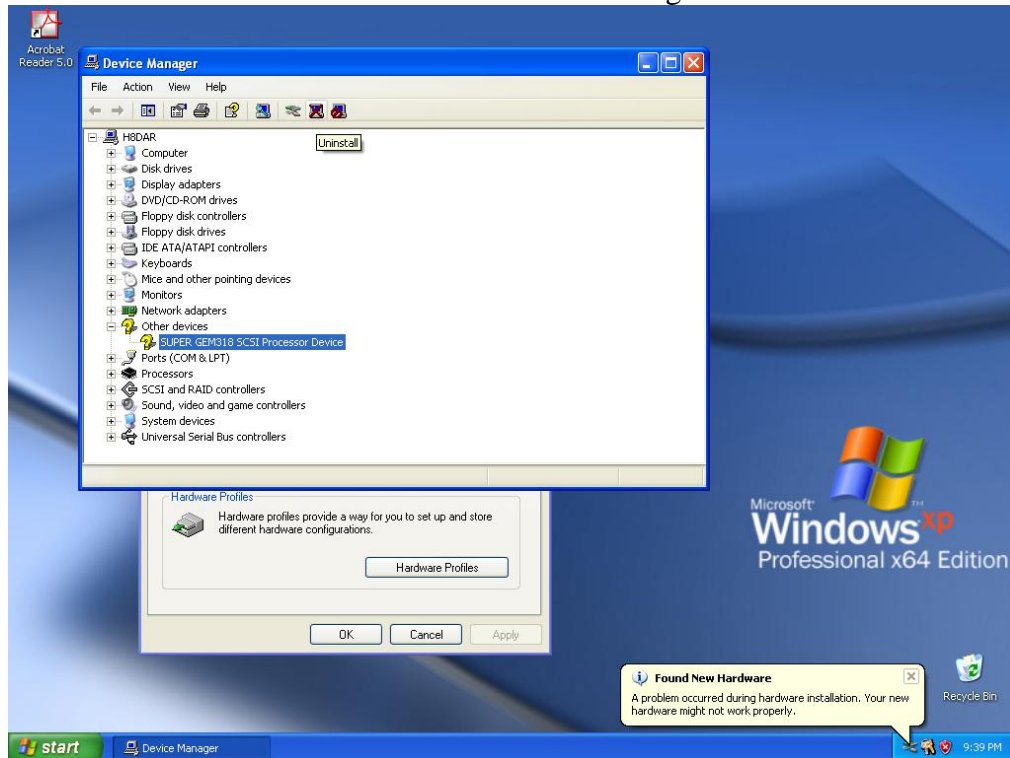 Acrobat
Reader 5.0
Device Manager
File Action View Help
Uninstall
H8DAR
Computer
Disk drives
Display adapters
DVD/CD-ROM drives
Floppy disk controllers
Floppy disk drives
IDE ATA/ATAPI controllers
Keyboards
Mice and other pointing devices
Monitors
Network adapters
Other devices
SUPER GEM318 SCSI Processor Device
Ports (COM & LPT)
Processors
SCSI and RAID controllers
Sound, video and game controllers
System devices
Universal Serial Bus controllers
Hardware Profiles
Hardware profiles provide a way for you to set up and store
different hardware configurations.
Hardware Profiles
OK Cancel Apply
Microsoft
Windows xp
TM
Professional x64 Edition
Recycle Bin
Found New Hardware
A problem occurred during hardware installation. Your new
hardware might not work properly.
start
Device Manager
9:39 PM